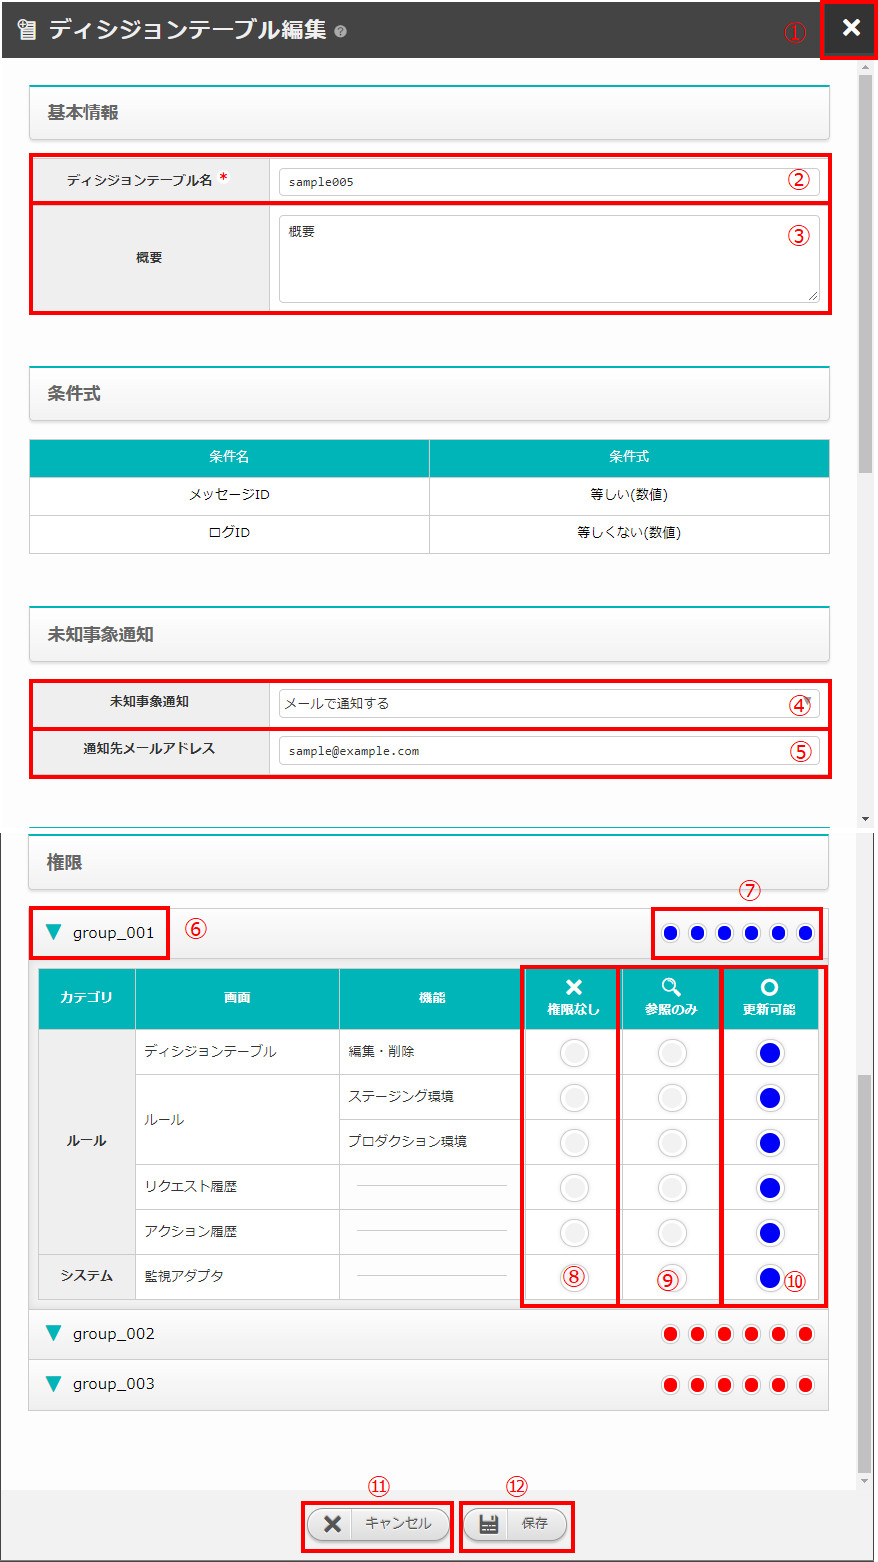 ディシジョンテーブル編集 ?
①
基本情報
ディシジョンテーブル名 * sample005 ②
概要 概要 ③
条件式
条件名 条件式
メッセージID 等しい(数値)
ログID 等しくない(数値)
未知事象通知
未知事象通知 メールで通知する ④
通知先メールアドレス sample@example.com ⑤
権限
⑦
group_001 ⑥
カテゴリ 画面 機能 権限なし 参照のみ 更新可能
ルール ディシジョンテーブル 編集・削除
ルール ステージング環境
プロダクション環境
リクエスト履歴
アクション履歴
システム 監視アダプタ ⑧ ⑨ ⑩
group_002
group_003
⑪ ⑫
キャンセル 保存